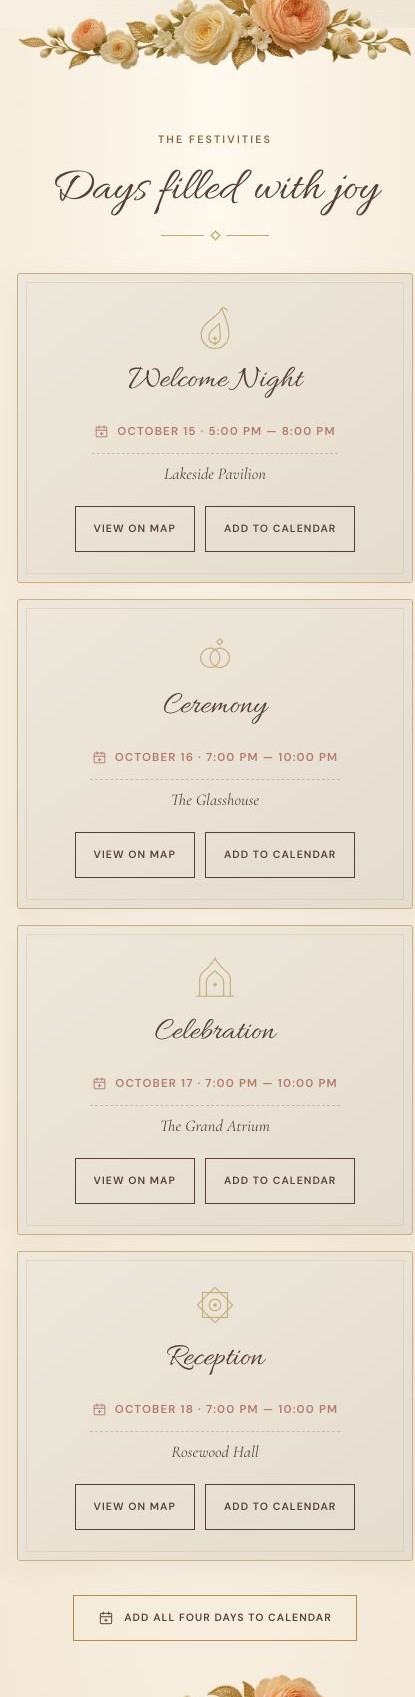 THE FESTIVITIES
Days filled with joy
Welcome Night
OCTOBER 15 · 5:00 PM — 8:00 PM
Lakeside Pavilion
VIEW ON MAP ADD TO CALENDAR
Ceremony
OCTOBER 16 · 7:00 PM — 10:00 PM
The Glasshouse
VIEW ON MAP ADD TO CALENDAR
Celebration
OCTOBER 17 · 7:00 PM — 10:00 PM
The Grand Atrium
VIEW ON MAP ADD TO CALENDAR
Reception
OCTOBER 18 · 7:00 PM — 10:00 PM
Rosewood Hall
VIEW ON MAP ADD TO CALENDAR
ADD ALL FOUR DAYS TO CALENDAR